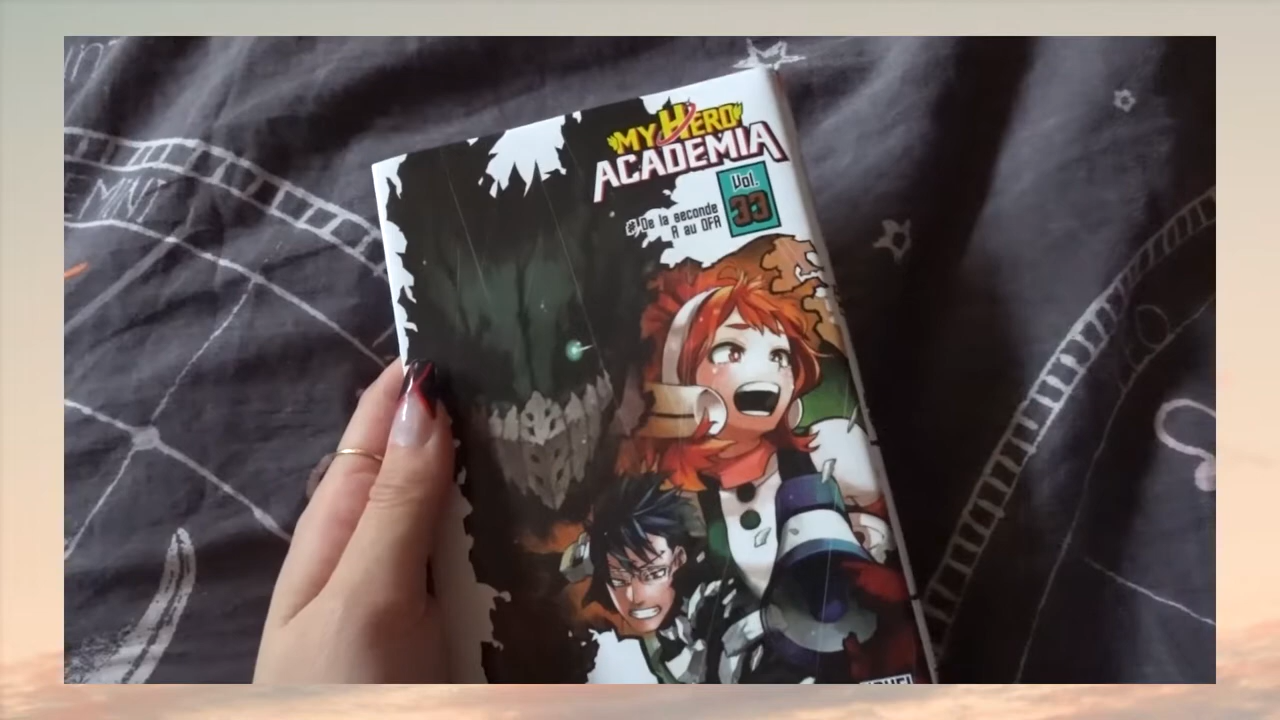 MY HERO
ACADEMIA
Vol.
33
# De la seconde
A au OFA